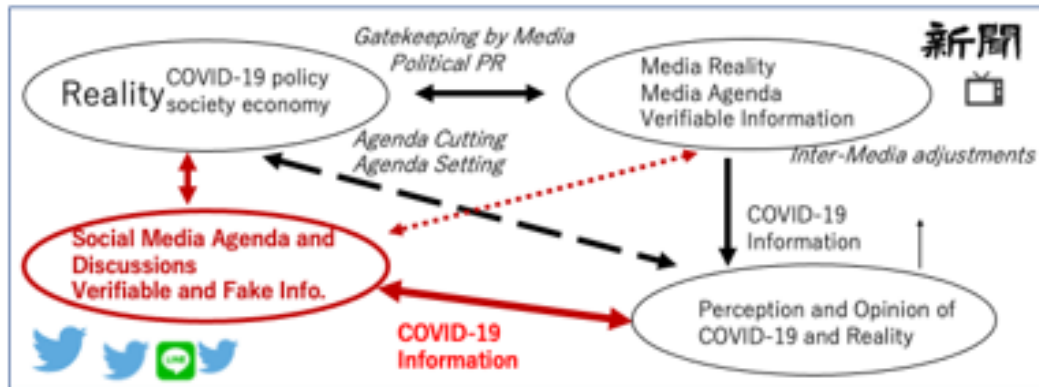 Gatekeeping by Media
Political PR
新聞
Reality
COVID-19 policy
society economy
Media Reality
Media Agenda
Verifiable Information
Agenda Cutting
Agenda Setting
Inter-Media adjustments
COVID-19
Information
Social Media Agenda and
Discussions
Verifiable and Fake Info.
Perception and Opinion of
COVID-19 and Reality
COVID-19
Information
LINE